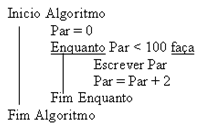 Inicio Algoritmo
Par = 0
Enquanto Par < 100 faça
Escrever Par
Par = Par + 2
Fim Enquanto
Fim Algoritmo